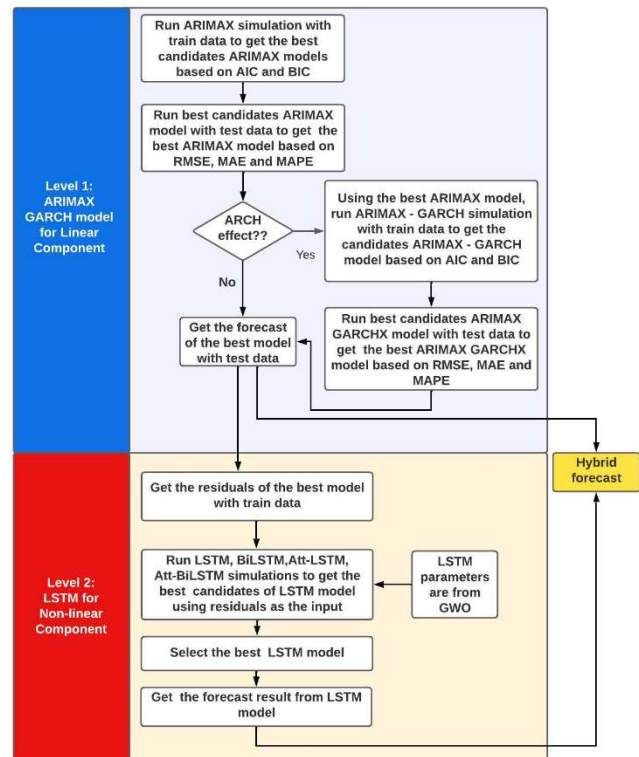 Run ARIMAX simulation with
train data to get the best
candidates ARIMAX models
based on AIC and BIC
Run best candidates ARIMAX
model with test data to get the
best ARIMAX model based on
RMSE, MAE and MAPE
Level 1:
ARIMAX
GARCH model
for Linear
Component
ARCH
effect??
Yes
No
Using the best ARIMAX model,
run ARIMAX - GARCH simulation
with train data to get the
candidates ARIMAX - GARCH
model based on AIC and BIC
Get the forecast
of the best model
with test data
Run best candidates ARIMAX
GARCHX model with test data to
get the best ARIMAX GARCHX
model based on RMSE, MAE and
MAPE
Hybrid
forecast
Get the residuals of the best model
with train data
Level 2:
LSTM for
Non-linear
Component
Run LSTM, BiLSTM,Att-LSTM,
Att-BiLSTM simulations to get the
best candidates of LSTM model
using residuals as the input
LSTM
parameters
are from
GWO
Select the best LSTM model
Get the forecast result from LSTM
model